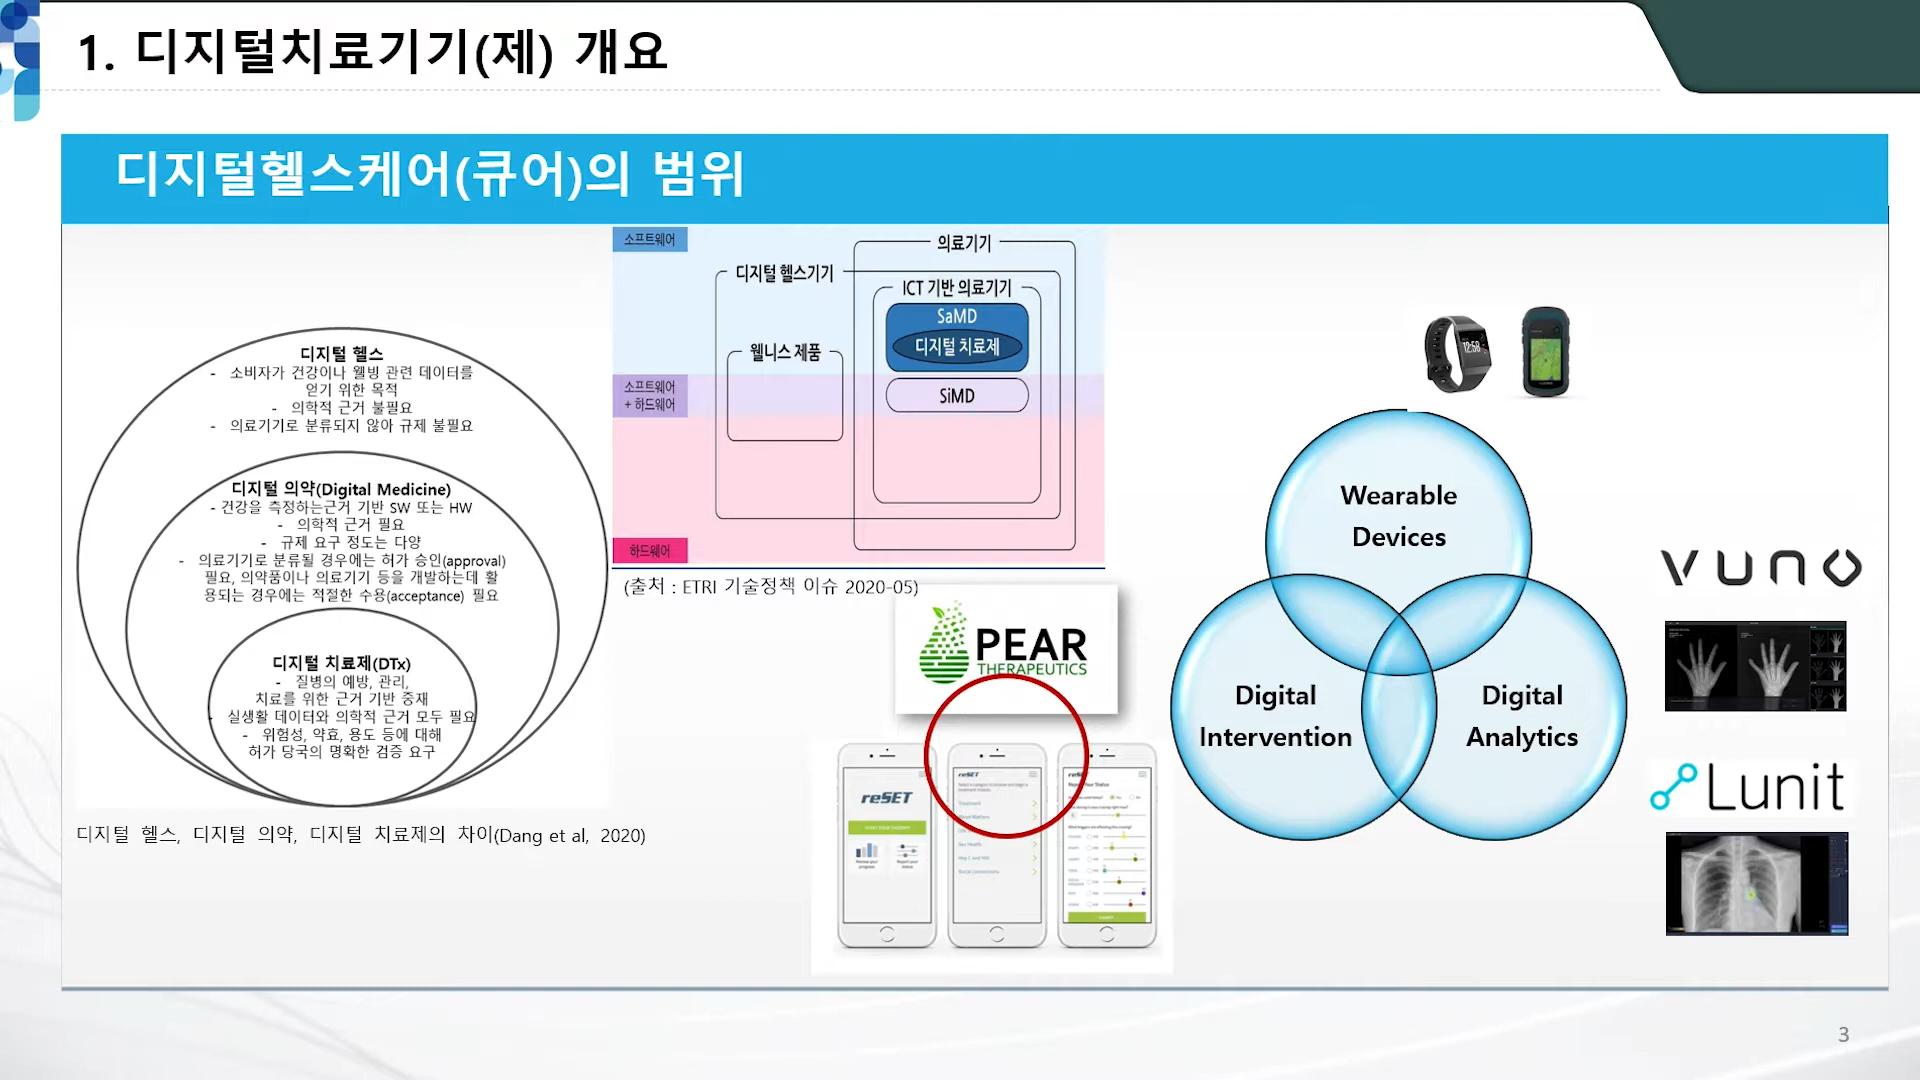 1. 디지털치료기기(제) 개요
디지털헬스케어(큐어)의 범위
디지털 헬스
- 소비자가 건강이나 웰빙 관련 데이터를
얻기 위한 목적
- 의학적 근거 불필요
- 의료기기로 분류되지 않아 규제 불필요
디지털 의약(Digital Medicine)
- 건강을 측정하는근거 기반 SW 또는 HW
- 의학적 근거 필요
- 규제 요구 정도는 다양
- 의료기기로 분류될 경우에는 허가 승인(approval)
필요, 의약품이나 의료기기 등을 개발하는데 활
용되는 경우에는 적절한 수용(acceptance) 필요
디지털 치료제(DTx)
- 질병의 예방, 관리,
치료를 위한 근거 기반 중재
- 실생활 데이터와 의학적 근거 모두 필요
- 위험성, 약효, 용도 등에 대해
허가 당국의 명확한 검증 요구
디지털 헬스, 디지털 의약, 디지털 치료제의 차이(Dang et al, 2020)
소프트웨어
의료기기
디지털 헬스기기
ICT 기반 의료기기
SaMD
디지털 치료제
웰니스 제품
소프트웨어
+ 하드웨어
SiMD
하드웨어
(출처 : ETRI 기술정책 이슈 2020-05)
PEAR
THERAPEUTICS
reSET
reSET
Treatment
Hep C and HIV
Social Connections
12:58
Wearable
Devices
Digital
Intervention
Digital
Analytics
VUNO
Lunit
3